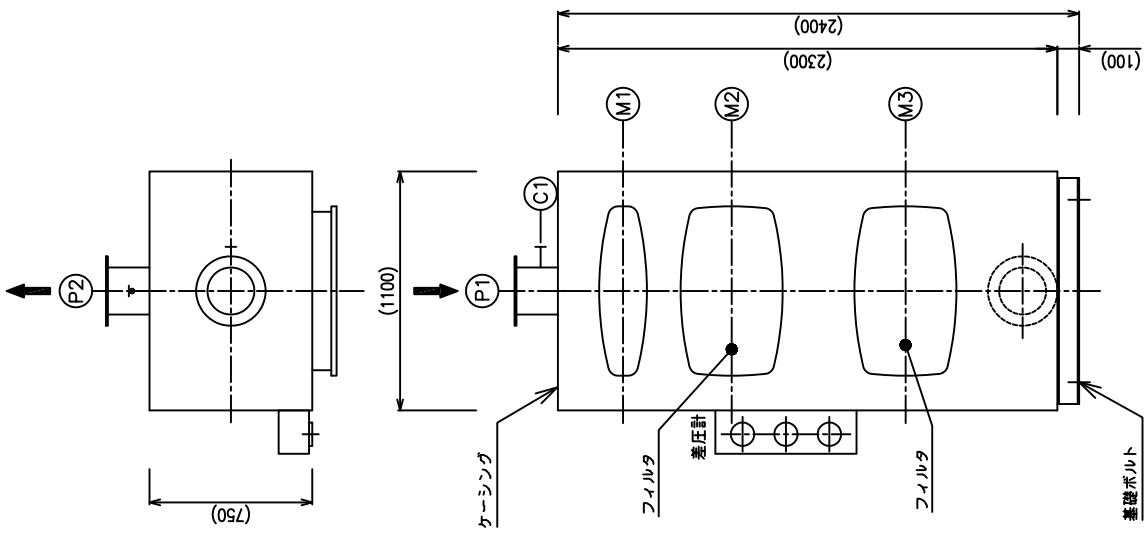 P2
(750)
(1100)
P1
C1
M1
M2
M3
(2400)
(2300)
(100)
ケーシング
フィルタ
差圧計
フィルタ
基礎ボルト